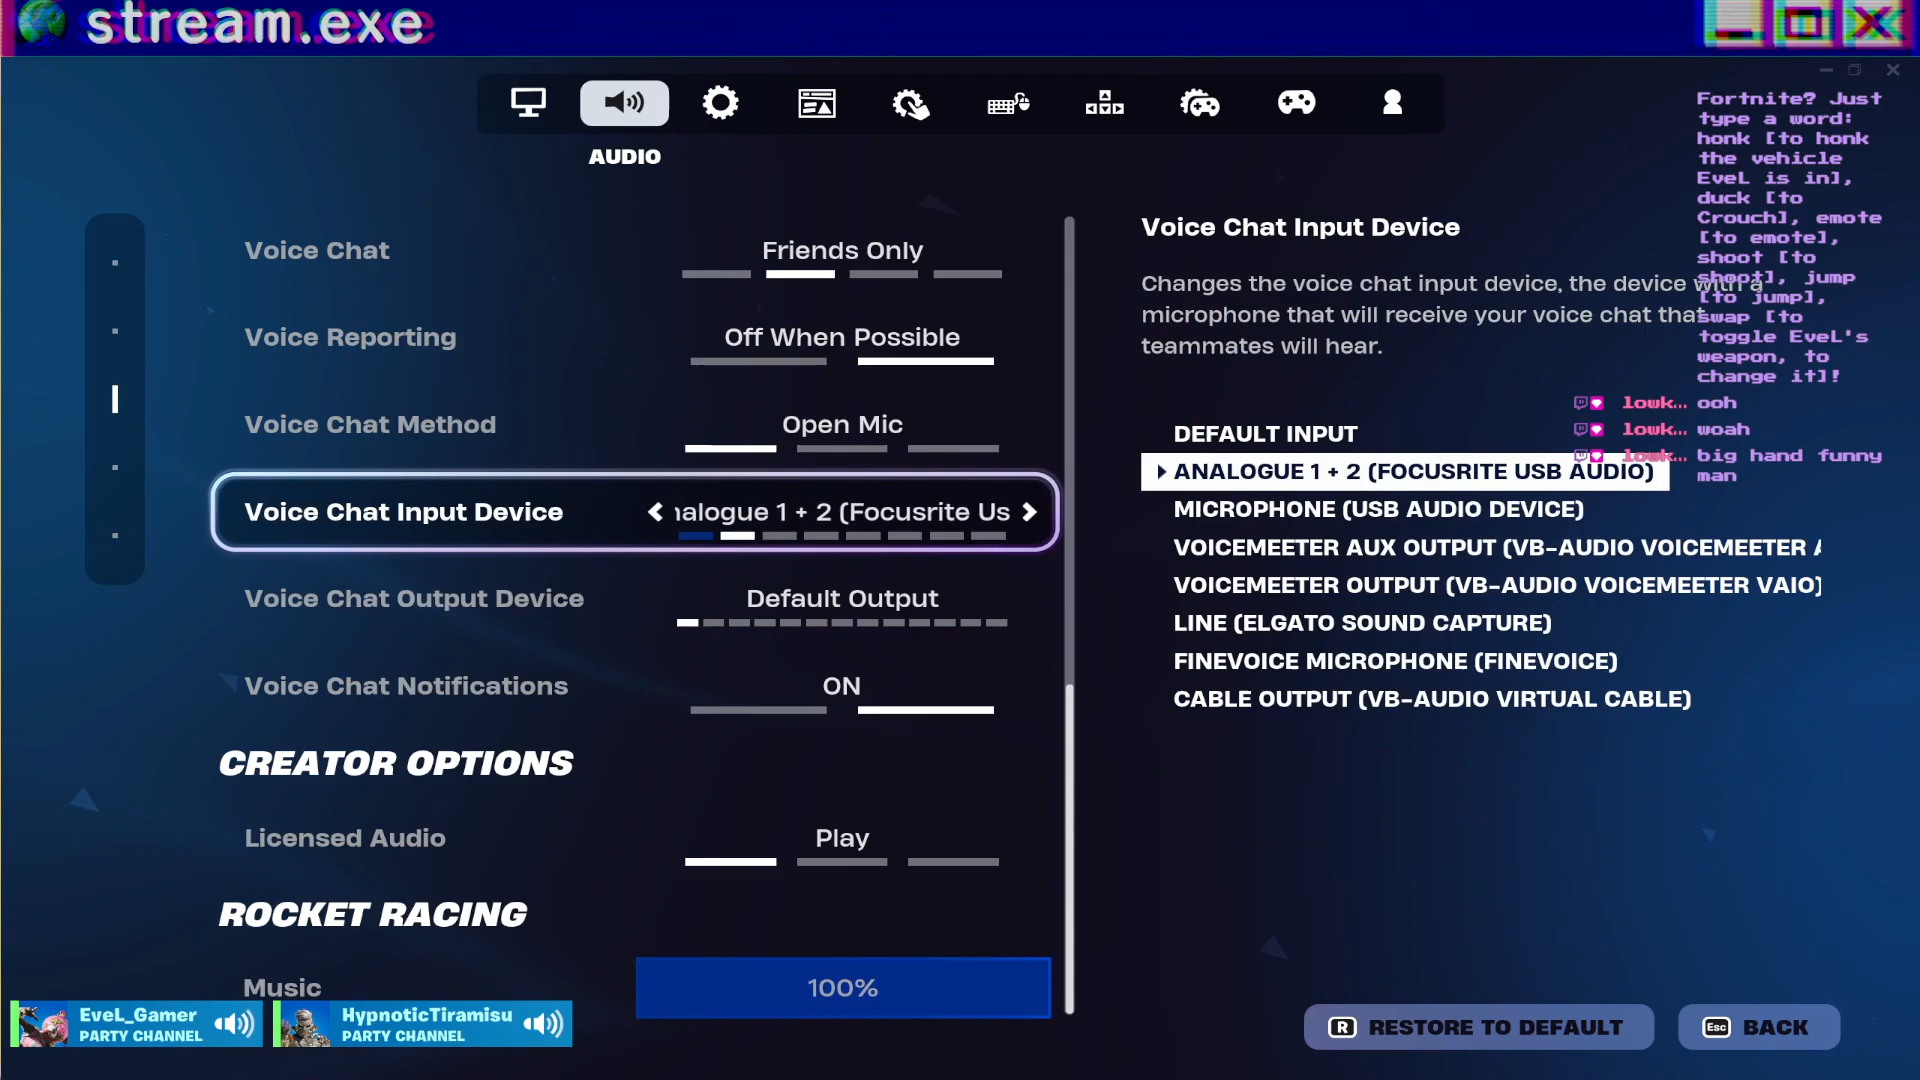 stream.exe
AUDIO
Voice Chat
Friends Only
Voice Reporting
Off When Possible
Voice Chat Method
Open Mic
Voice Chat Input Device
nalogue 1 + 2 (Focusrite Us
Voice Chat Output Device
Default Output
Voice Chat Notifications
ON
CREATOR OPTIONS
Licensed Audio
Play
ROCKET RACING
Music
100%
EveL_Gamer
PARTY CHANNEL
HypnoticTiramisu
PARTY CHANNEL
Voice Chat Input Device
Changes the voice chat input device, the device with a
microphone that will receive your voice chat that
teammates will hear.
DEFAULT INPUT
ANALOGUE 1 + 2 (FOCUSRITE USB AUDIO)
MICROPHONE (USB AUDIO DEVICE)
VOICEMEETER AUX OUTPUT (VB-AUDIO VOICEMEETER A
VOICEMEETER OUTPUT (VB-AUDIO VOICEMEETER VAIO)
LINE (ELGATO SOUND CAPTURE)
FINEVOICE MICROPHONE (FINEVOICE)
CABLE OUTPUT (VB-AUDIO VIRTUAL CABLE)
Fortnite? Just
type a word:
honk [to honk
the vehicle
EveL is in],
duck [to
Crouch], emote
[to emote],
shoot [to
shoot], jump
[to jump],
swap [to
toggle EveL's
weapon, to
change it]!
lowk... ooh
lowk... woah
lowk... big hand funny
man
R RESTORE TO DEFAULT
Esc BACK